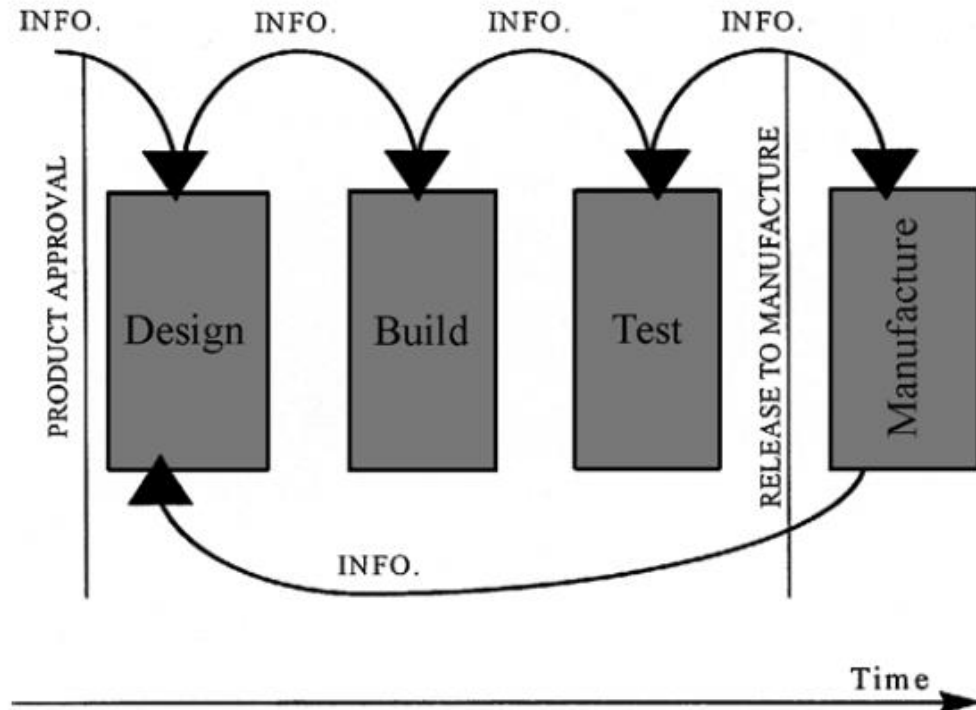 INFO. INFO. INFO. INFO.
PRODUCT APPROVAL
Design
Build
Test
RELEASE TO MANUFACTURE
Manufacture
INFO.
Time